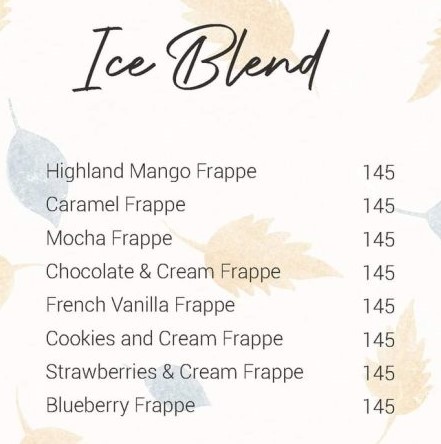 Ice Blend
Highland Mango Frappe 145
Caramel Frappe 145
Mocha Frappe 145
Chocolate & Cream Frappe 145
French Vanilla Frappe 145
Cookies and Cream Frappe 145
Strawberries & Cream Frappe 145
Blueberry Frappe 145